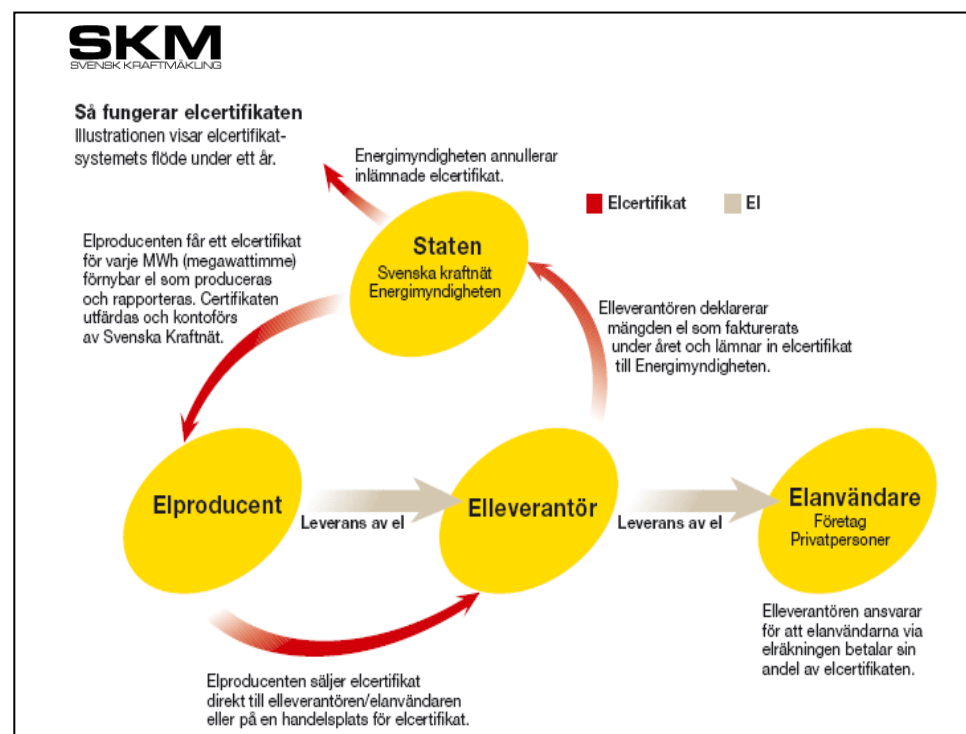 SKM
SVENSK KRAFTMÄKLING
Så fungerar elcertifikaten
Illustrationen visar elcertifikat-
systemets flöde under ett år.
Energimyndigheten annullerar
inlämnade elcertifikat.
Elcertifikat
El
Elproducenten får ett elcertifikat
för varje MWh (megawattimme)
förnybar el som produceras
och rapporteras. Certifikaten
utfärdas och kontoförs
av Svenska Kraftnät.
Staten
Svenska kraftnät
Energimyndigheten
Elleverantören deklarerar
mängden el som fakturerats
under året och lämnar in elcertifikat
till Energimyndigheten.
Elproducent
Leverans av el
Elleverantör
Leverans av el
Elanvändare
Företag
Privatpersoner
Elleverantören ansvarar
för att elanvändarna via
elräkningen betalar sin
andel av elcertifikaten.
Elproducenten säljer elcertifikat
direkt till elleverantören/elanvändaren
eller på en handelsplats för elcertifikat.